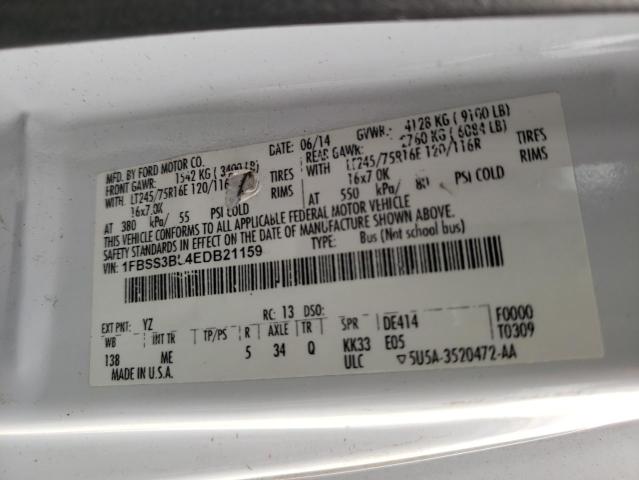 MFD. BY FORD MOTOR CO.
DATE: 06/14 GVWR: 4128 KG ( 9100 LB)
FRONT GAWR: 1542 KG ( 3400 LB) REAR GAWR: 2760 KG ( 6084 LB)
WITH LT245/75R16E 120/116 TIRES WITH LT245/75R16E 120/116R TIRES
16x7.0K RIMS 16x7.0K RIMS
AT 380 kPa/ 55 PSI COLD AT 550 kPa/ 80 PSI COLD
THIS VEHICLE CONFORMS TO ALL APPLICABLE FEDERAL MOTOR VEHICLE
SAFETY STANDARDS IN EFFECT ON THE DATE OF MANUFACTURE SHOWN ABOVE.
VIN: 1FBSS3BL4EDB21159 TYPE: Bus (Not school bus)
EXT PNT: YZ RC: 13 DSO:
WB INT TR TP/PS R AXLE TR SPR DE414 F0000
138 ME 5 34 Q KK33 E05 T0309
MADE IN U.S.A. ULC ▽5U5A-3520472-AA